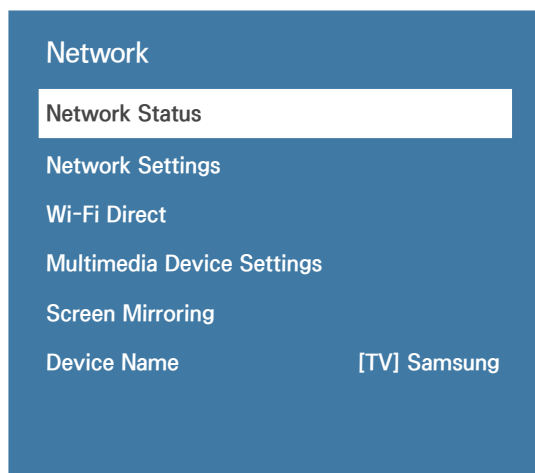 Network
Network Status
Network Settings
Wi-Fi Direct
Multimedia Device Settings
Screen Mirroring
Device Name [TV] Samsung